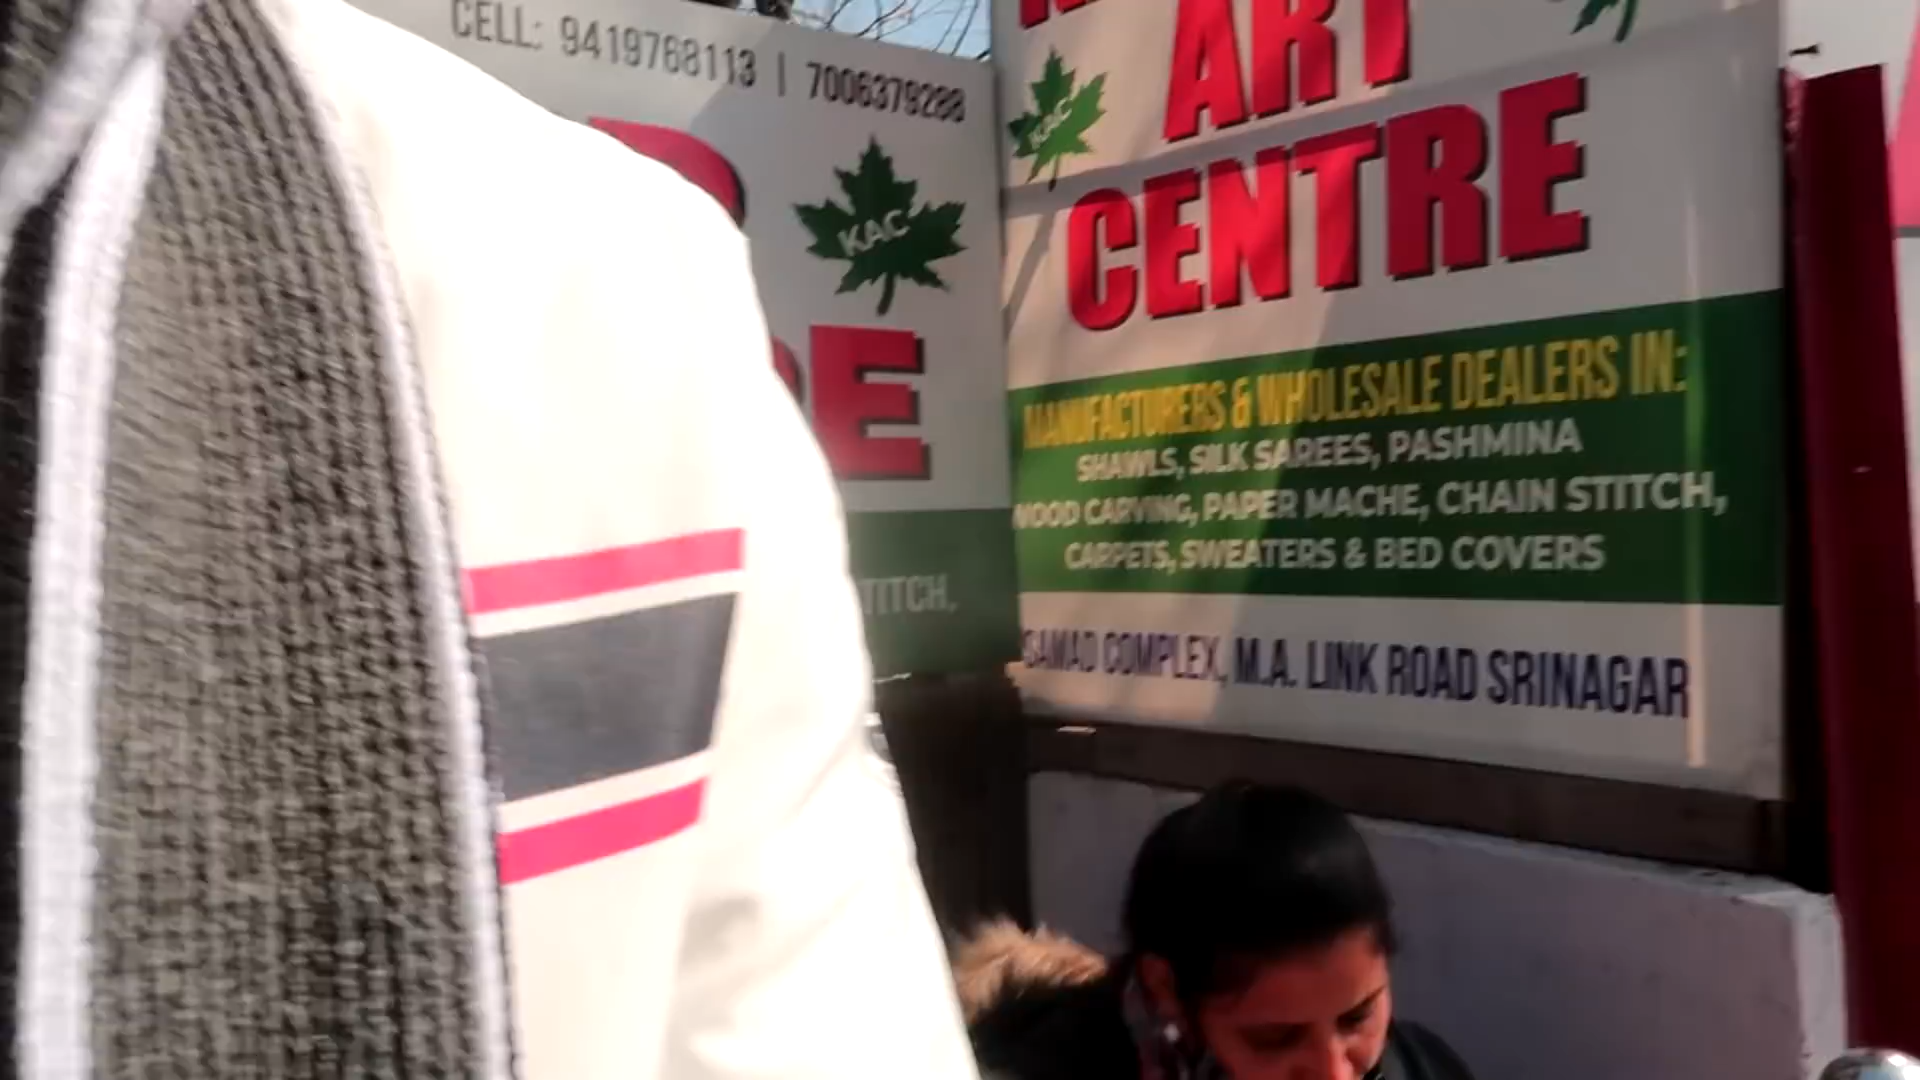 CELL: 9419768113 | 7006379288
KAC
E
TITCH,
ART
KAC
CENTRE
MANUFACTURERS & WHOLESALE DEALERS IN:
SHAWLS, SILK SAREES, PASHMINA
WOOD CARVING, PAPER MACHE, CHAIN STITCH,
CARPETS, SWEATERS & BED COVERS
SAMAD COMPLEX, M.A. LINK ROAD SRINAGAR